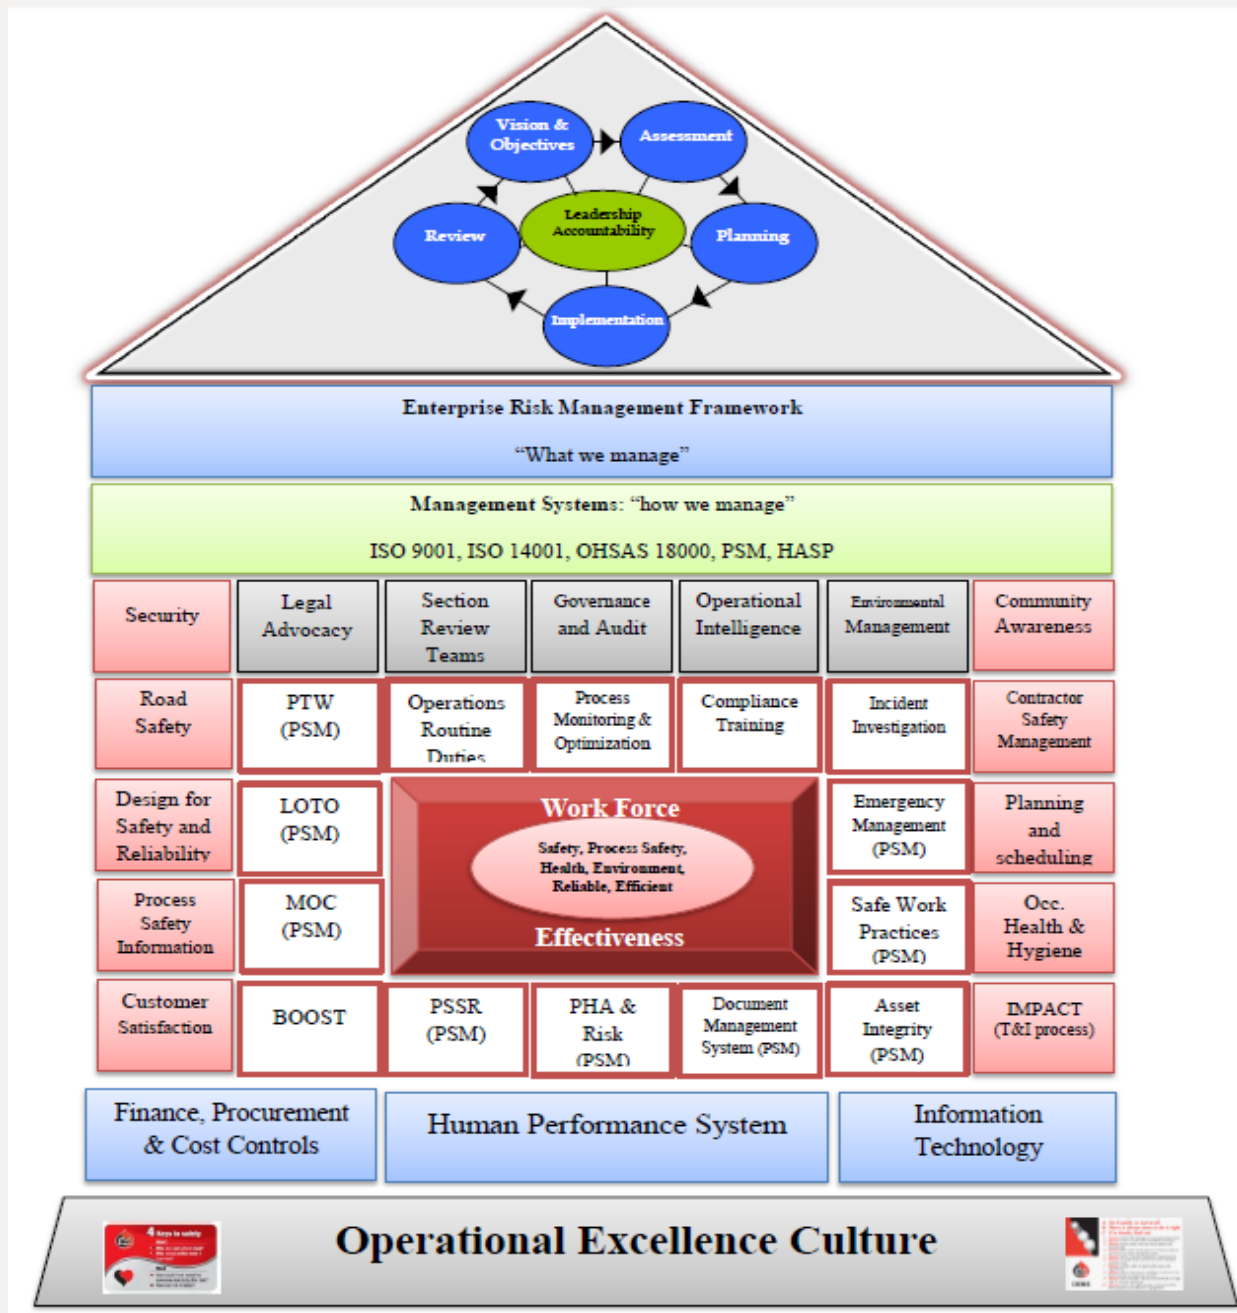 Vision &
Objectives
Assessment
Leadership
Accountability
Review
Planning
Implementation
Enterprise Risk Management Framework
“What we manage”
Management Systems: “how we manage”
ISO 9001, ISO 14001, OHSAS 18000, PSM, HASP
Security
Legal
Advocacy
Section
Review
Teams
Governance
and Audit
Operational
Intelligence
Environmental
Management
Community
Awareness
Road
Safety
PTW
(PSM)
Operations
Routine
Duties
Process
Monitoring &
Optimization
Compliance
Training
Incident
Investigation
Contractor
Safety
Management
Design for
Safety and
Reliability
LOTO
(PSM)
Work Force
Safety, Process Safety,
Health, Environment,
Reliable, Efficient
Effectiveness
Emergency
Management
(PSM)
Planning
and
scheduling
Process
Safety
Information
MOC
(PSM)
Safe Work
Practices
(PSM)
Occ.
Health &
Hygiene
Customer
Satisfaction
BOOST
PSSR
(PSM)
PHA &
Risk
(PSM)
Document
Management
System (PSM)
Asset
Integrity
(PSM)
IMPACT
(T&I process)
Finance, Procurement
& Cost Controls
Human Performance System
Information
Technology
4 Keys to safety
Operational Excellence Culture